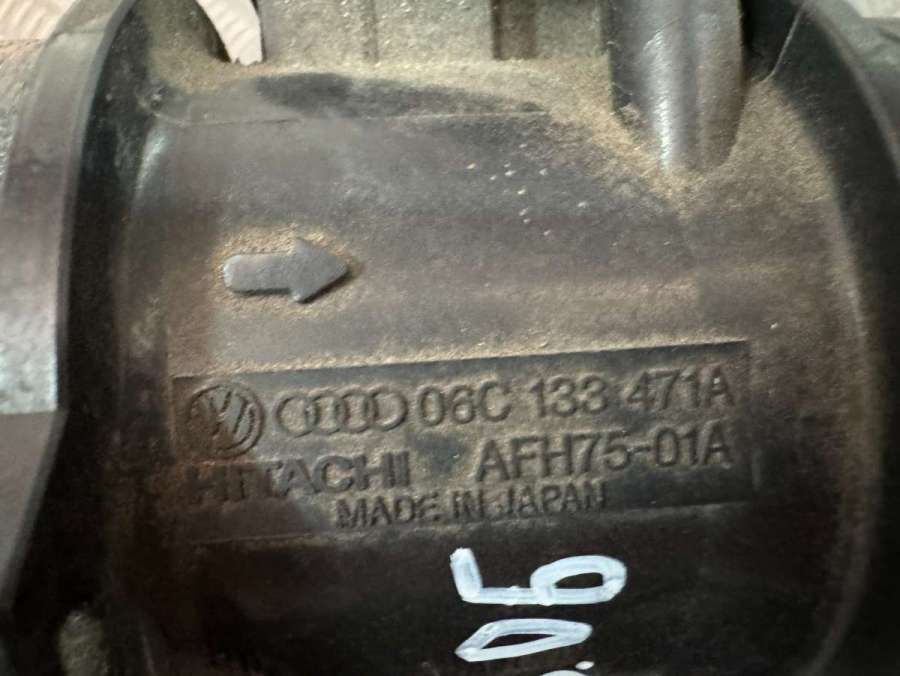 06C 133 471A
HITACHI AFH75-01A
MADE IN JAPAN